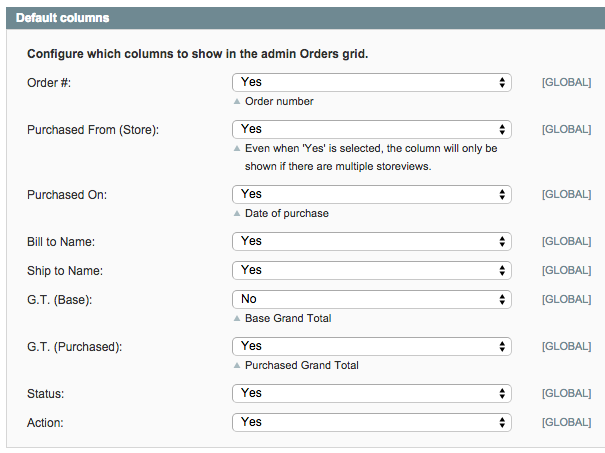 Default columns
Configure which columns to show in the admin Orders grid.
Order #: Yes [GLOBAL]
Order number
Purchased From (Store): Yes [GLOBAL]
Even when 'Yes' is selected, the column will only be
shown if there are multiple storeviews.
Purchased On: Yes [GLOBAL]
Date of purchase
Bill to Name: Yes [GLOBAL]
Ship to Name: Yes [GLOBAL]
G.T. (Base): No [GLOBAL]
Base Grand Total
G.T. (Purchased): Yes [GLOBAL]
Purchased Grand Total
Status: Yes [GLOBAL]
Action: Yes [GLOBAL]